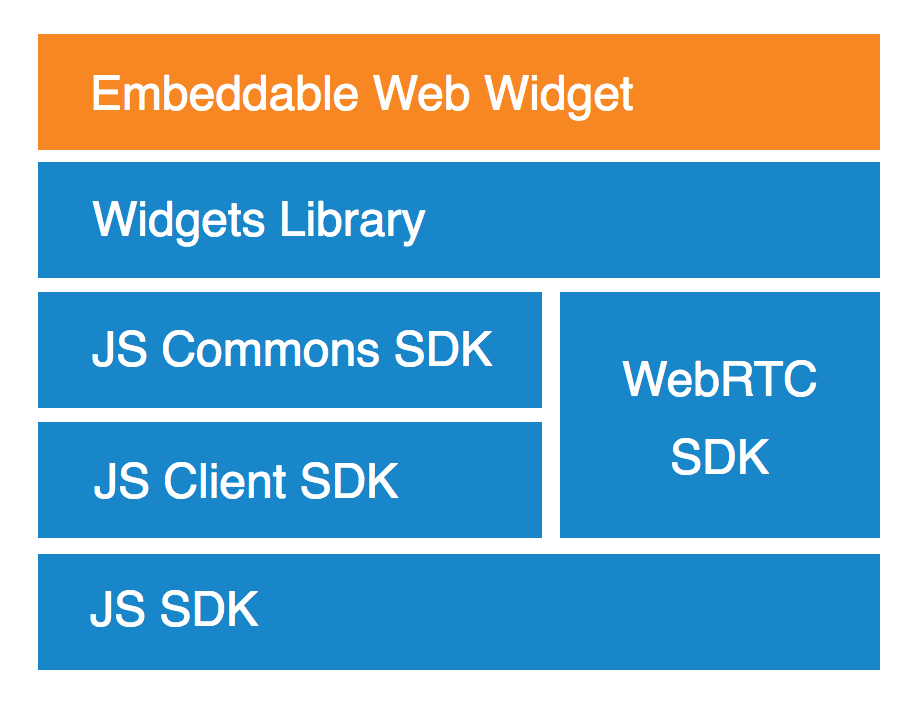 Embeddable Web Widget
Widgets Library
JS Commons SDK
WebRTC
SDK
JS Client SDK
JS SDK